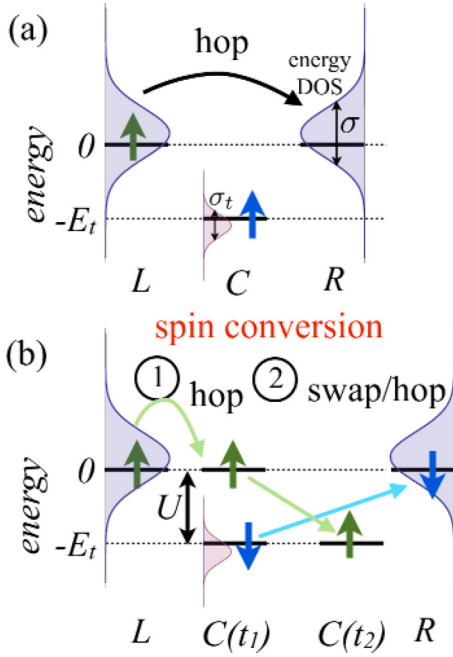 (a)
hop
energy
DOS
energy
0
σ
-E_t
σ_t
L
C
R
spin conversion
(b)
1
hop
2
swap/hop
energy
0
U
-E_t
L
C(t_1)
C(t_2)
R